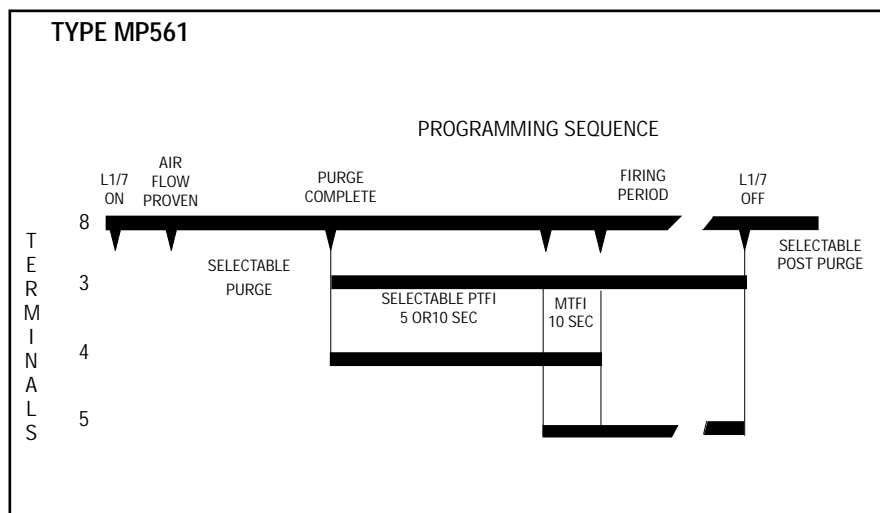 TYPE MP561
PROGRAMMING SEQUENCE
L1/7
ON
AIR
FLOW
PROVEN
PURGE
COMPLETE
FIRING
PERIOD
L1/7
OFF
TERMINALS
8
SELECTABLE
POST PURGE
SELECTABLE
PURGE
3
SELECTABLE PTFI
5 OR10 SEC
MTFI
10 SEC
4
5